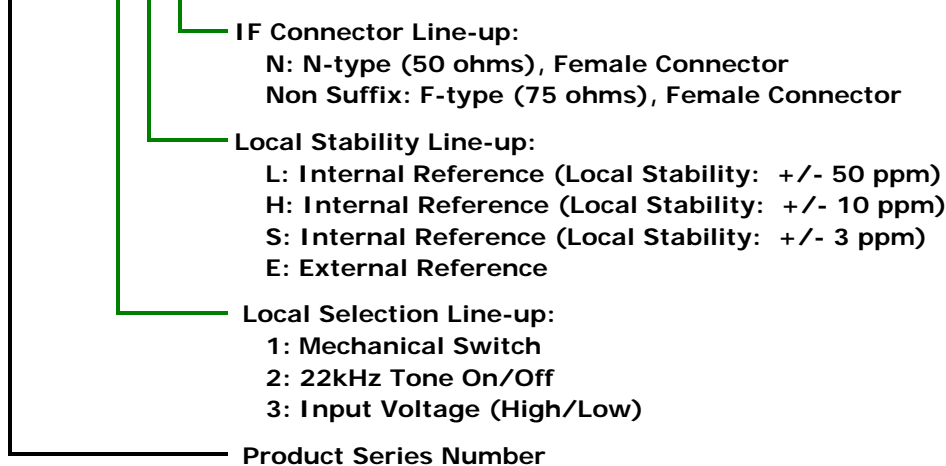 IF Connector Line-up:
N: N-type (50 ohms), Female Connector
Non Suffix: F-type (75 ohms), Female Connector
Local Stability Line-up:
L: Internal Reference (Local Stability: +/- 50 ppm)
H: Internal Reference (Local Stability: +/- 10 ppm)
S: Internal Reference (Local Stability: +/- 3 ppm)
E: External Reference
Local Selection Line-up:
1: Mechanical Switch
2: 22kHz Tone On/Off
3: Input Voltage (High/Low)
Product Series Number